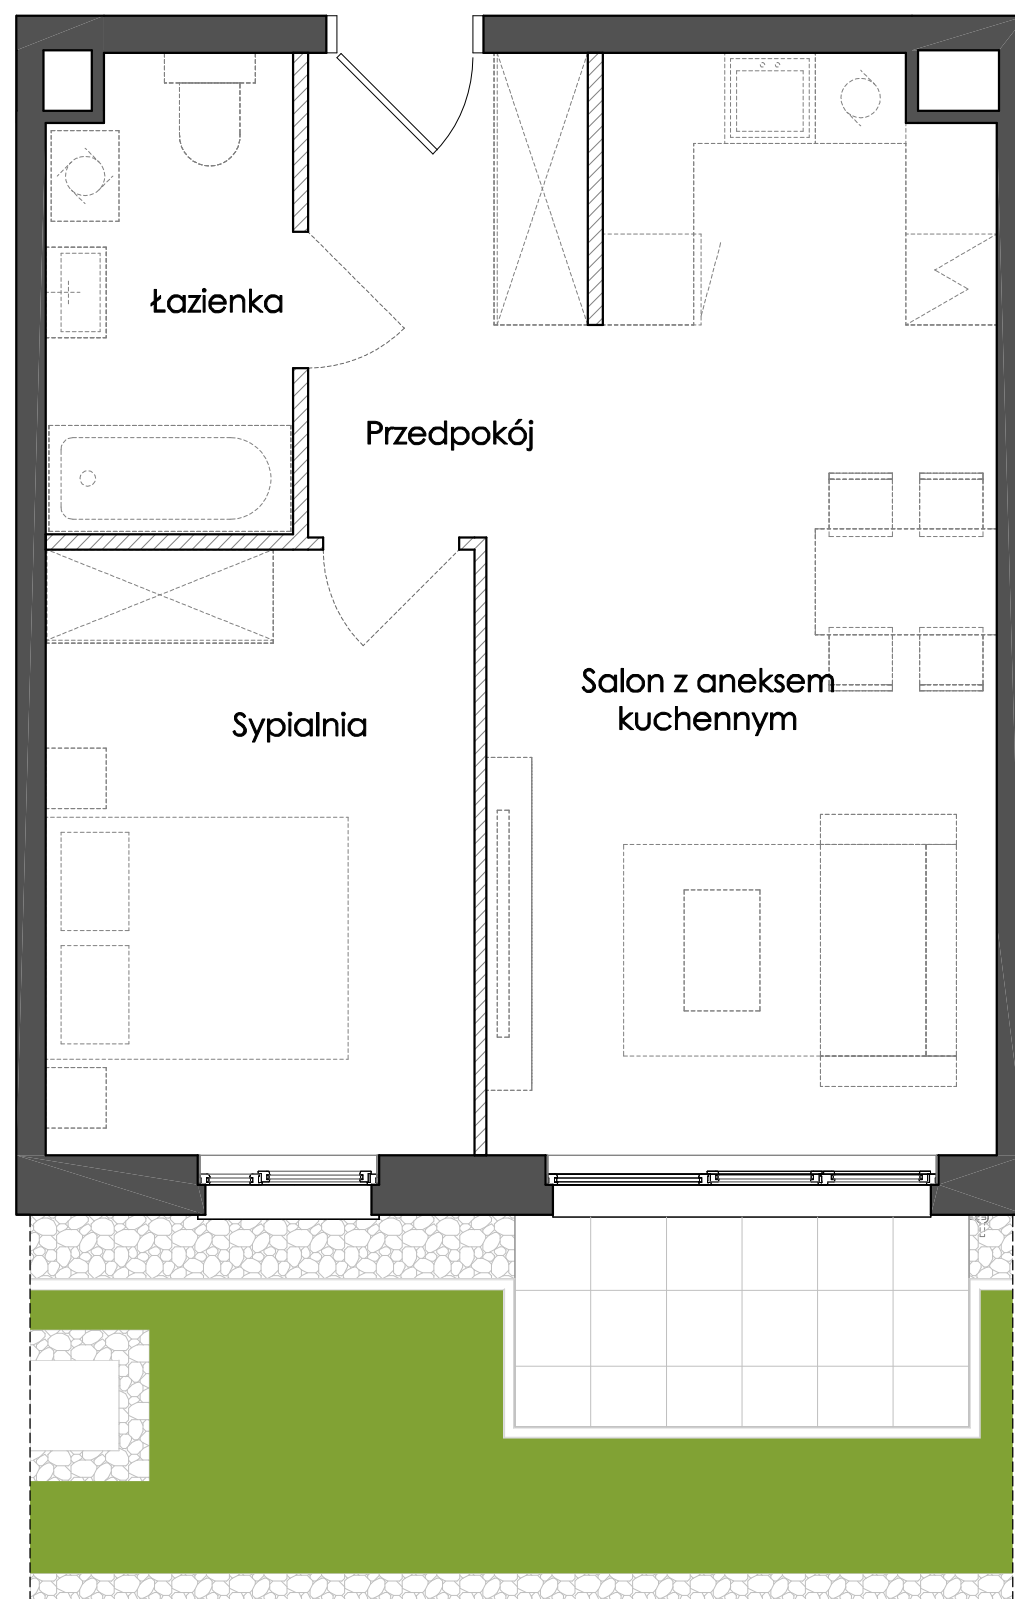 Łazienka
Przedpokój
Salon z aneksem
kuchennym
Sypialnia